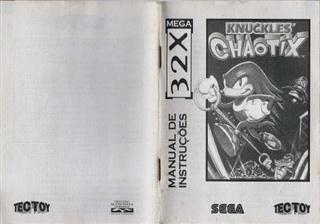 TECTOY
MEGA
32X
MANUAL DE
INSTRUÇÕES
KNUCKLES'
CHAOTIX
SEGA
TECTOY